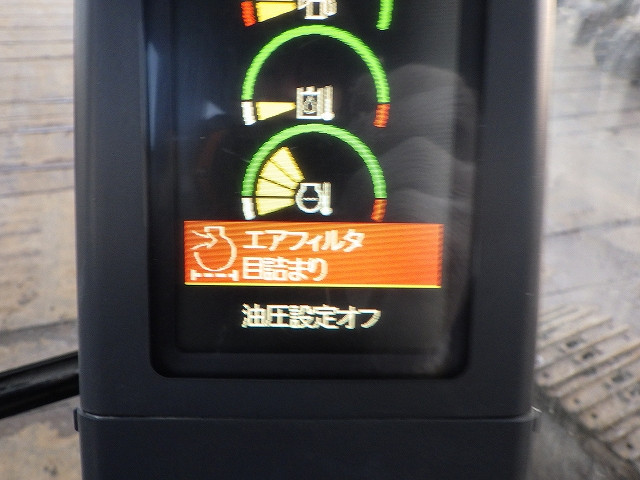 エアフィルタ
目詰まり
油圧設定オフ